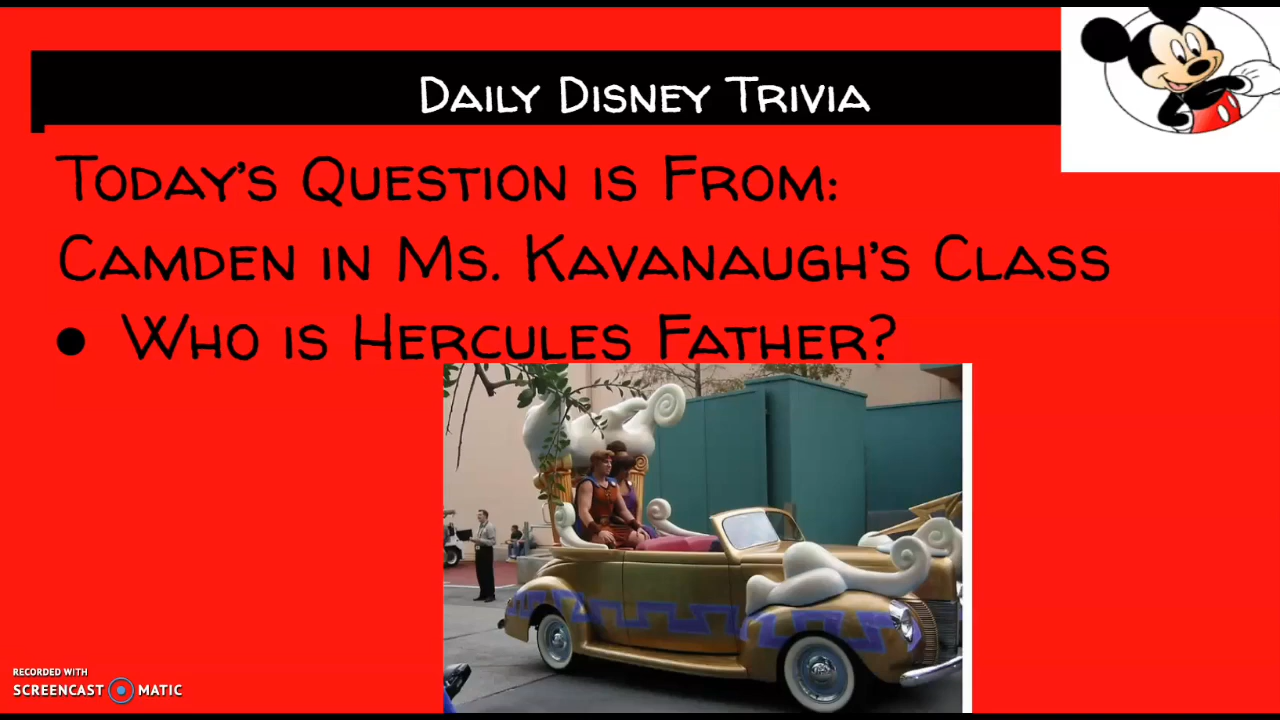 Daily Disney Trivia
Today's Question is From:
Camden in Ms. Kavanaugh's Class
● Who is Hercules Father?
RECORDED WITH
SCREENCAST MATIC